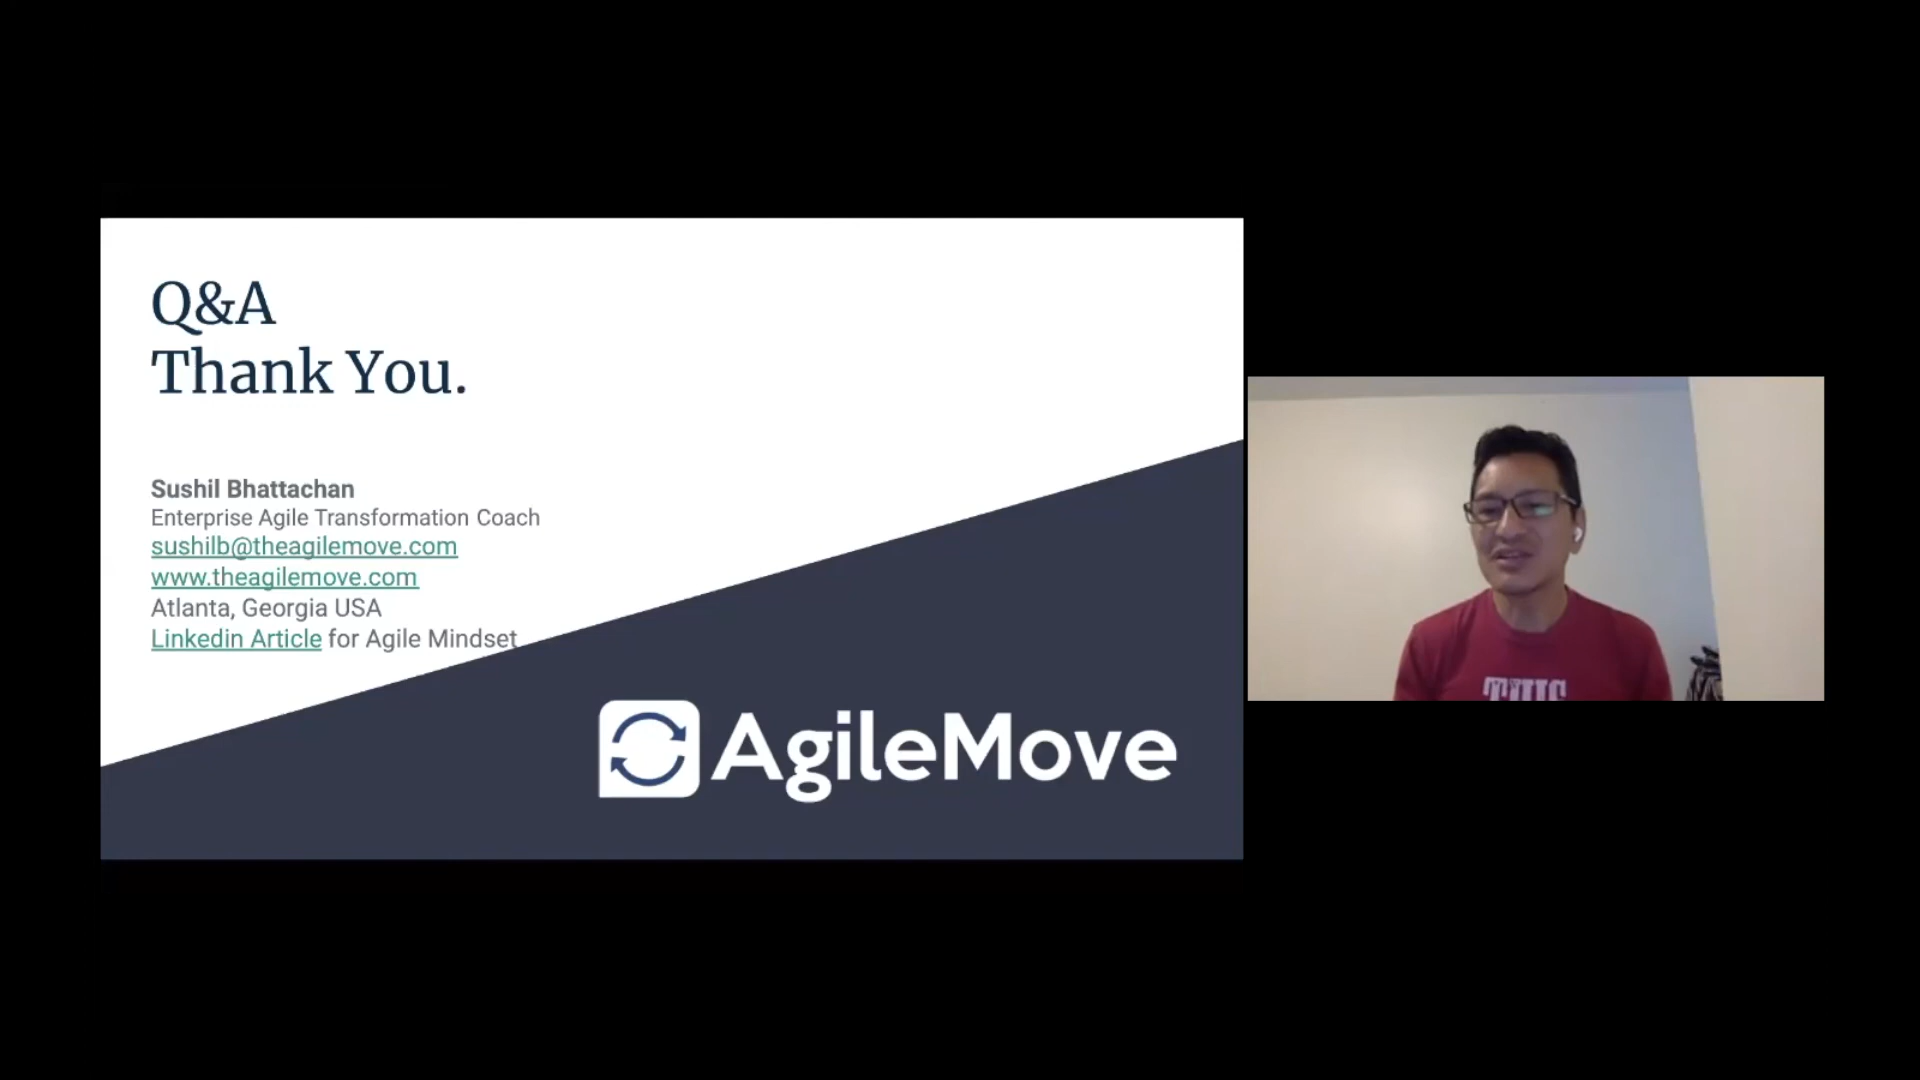 Q&A
Thank You.
Sushil Bhattachan
Enterprise Agile Transformation Coach
sushilb@theagilemove.com
www.theagilemove.com
Atlanta, Georgia USA
Linkedin Article for Agile Mindset
AgileMove